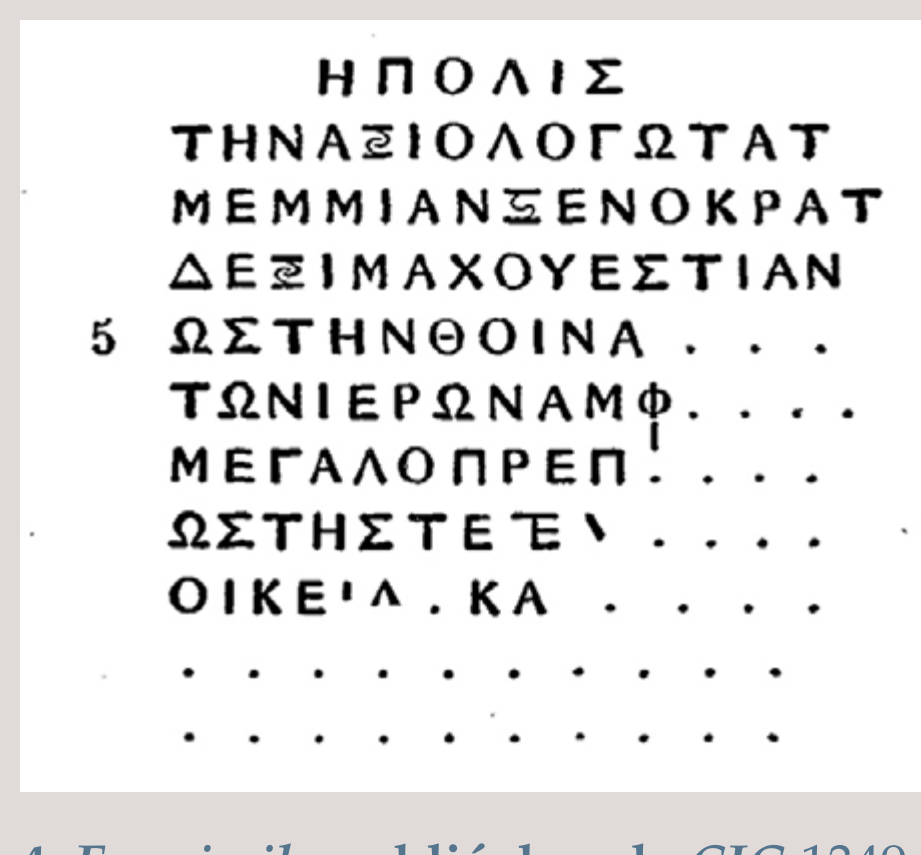 ΗΠΟΛΙΣ
ΤΗΝΑΞΙΟΛΟΓΩΤΑΤ
ΜΕΜΜΙΑΝΞΕΝΟΚΡΑΤ
ΔΕΞΙΜΑΧΟΥΕΣΤΙΑΝ
5 ΩΣΤΗΝΘΟΙΝΑ . . .
ΤΩΝΙΕΡΩΝΑΜΦ. . . .
ΜΕΓΑΛΟΠΡΕΠ. . . .
ΩΣΤΗΣΤΕ . . . .
ΟΙΚΕ . ΚΑ . . . .
. . . . . . . . . .
. . . . . . . . . .